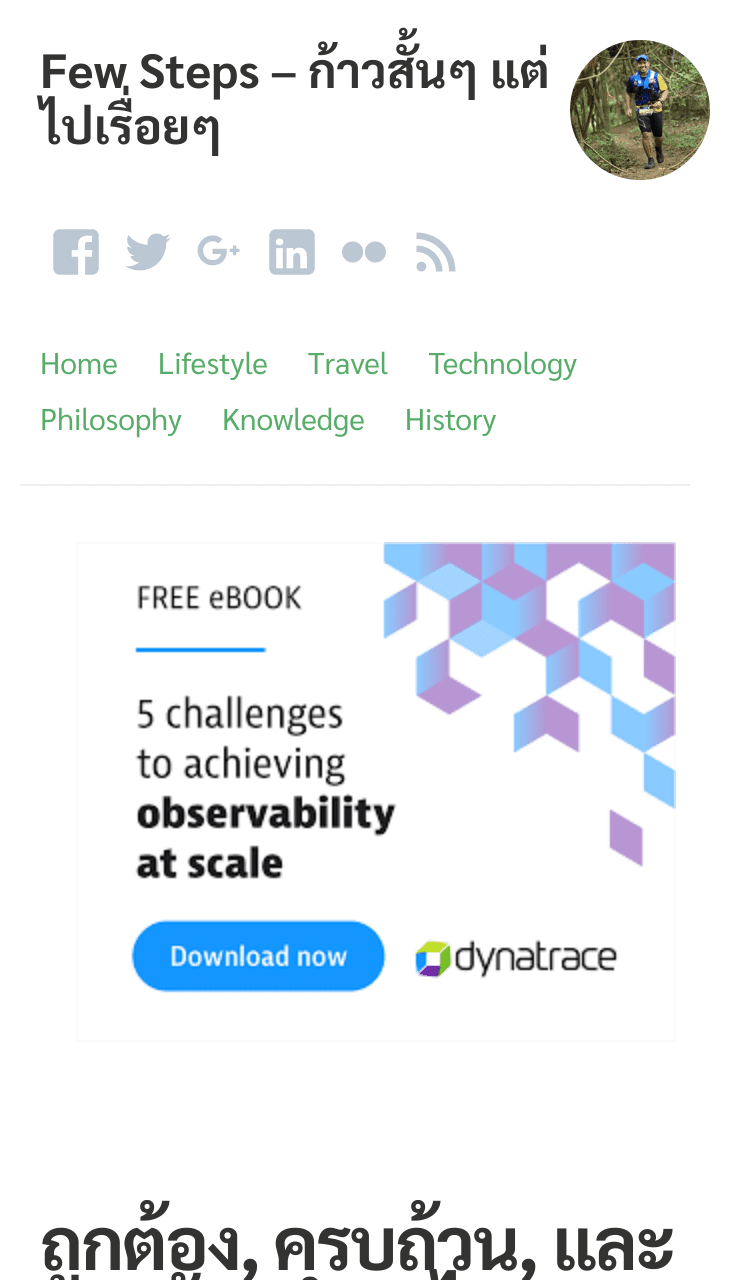 Few Steps – ก้าวสั้นๆ แต่
ไปเรื่อยๆ
Home Lifestyle Travel Technology
Philosophy Knowledge History
FREE eBOOK
5 challenges
to achieving
observability
at scale
Download now dynatrace
ถูกต้อง, ครบถ้วน, และ